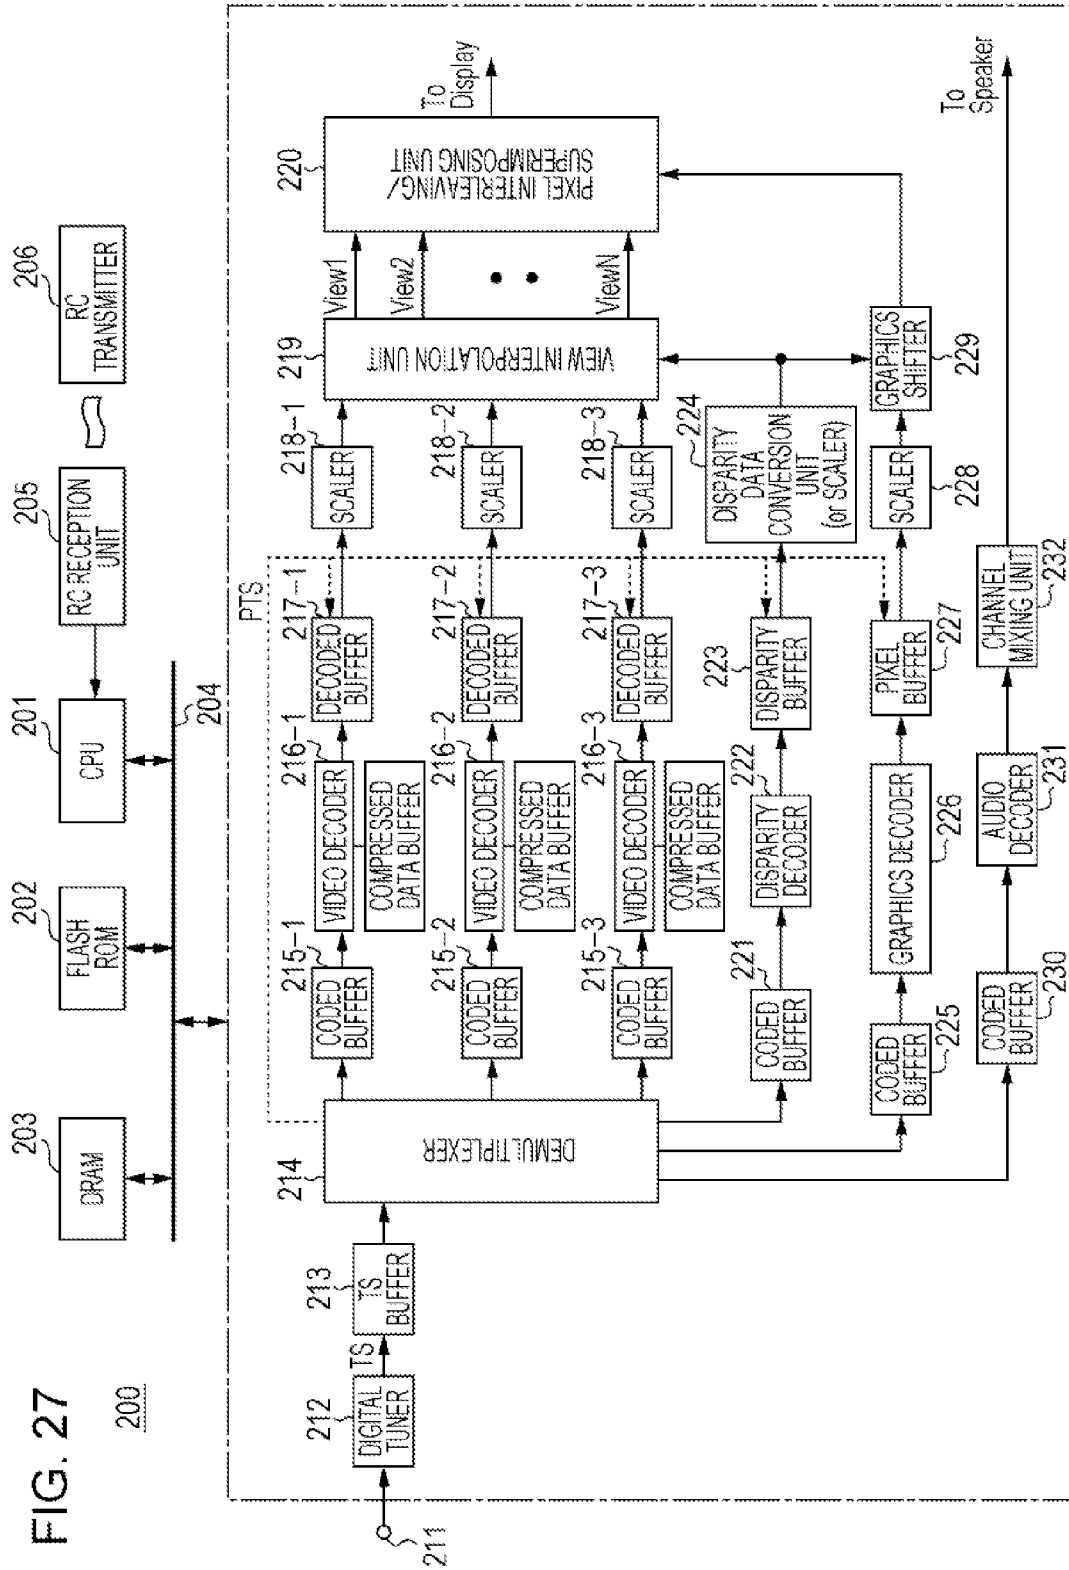 FIG. 27
200
203
DRAM
202
FLASH
ROM
201
CPU
205
RC RECEPTION
UNIT
206
RC
TRANSMITTER
204
211
212
DIGITAL
TUNER
TS
213
TS
BUFFER
214
DEMULTIPLEXER
PTS
215-1
CODED
BUFFER
216-1
VIDEO DECODER
COMPRESSED
DATA BUFFER
217-1
DECODED
BUFFER
218-1
SCALER
215-2
CODED
BUFFER
216-2
VIDEO DECODER
COMPRESSED
DATA BUFFER
217-2
DECODED
BUFFER
218-2
SCALER
215-3
CODED
BUFFER
216-3
VIDEO DECODER
COMPRESSED
DATA BUFFER
217-3
DECODED
BUFFER
218-3
SCALER
219
VIEW INTERPOLATION UNIT
View1
View2
ViewN
220
PIXEL INTERLEAVING/
SUPERIMPOSING UNIT
To
Display
221
CODED
BUFFER
222
DISPARITY
DECODER
223
DISPARITY
BUFFER
224
DISPARITY
DATA
CONVERSION
UNIT
(or SCALER)
CODED
BUFFER
225
GRAPHICS DECODER
226
PIXEL
BUFFER
227
SCALER
228
GRAPHICS
SHIFTER
229
CODED
BUFFER
230
AUDIO
DECODER
231
CHANNEL
MIXING UNIT
232
To
Speaker